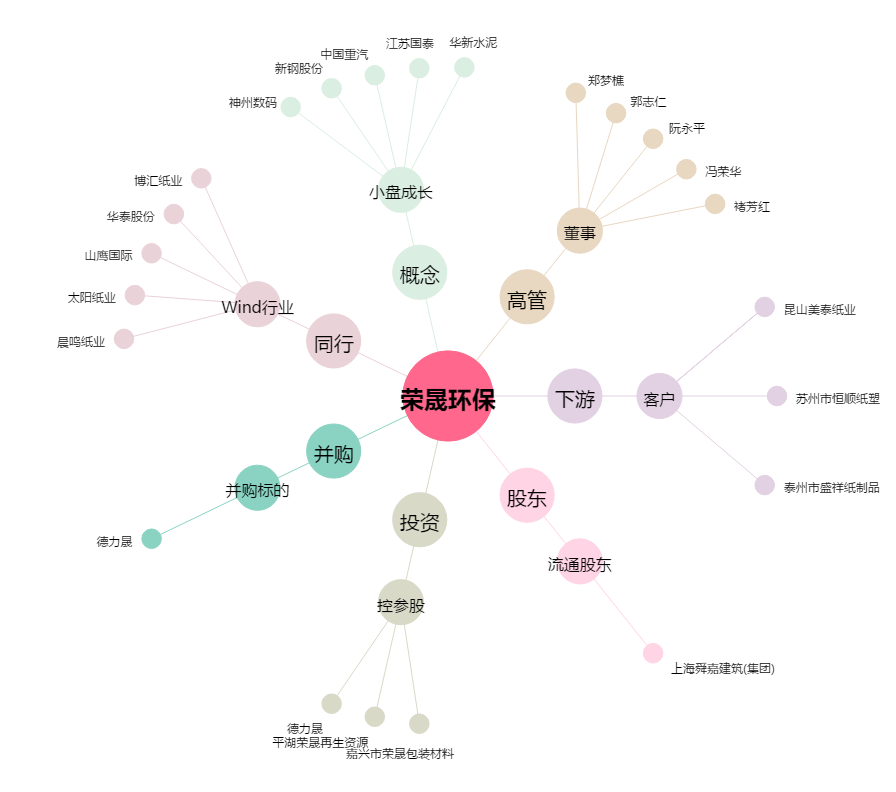 华新水泥
江苏国泰
中国重汽
新钢股份
神州数码
郑梦樵
郭志仁
阮永平
冯荣华
褚芳红
博汇纸业
华泰股份
山鹰国际
太阳纸业
晨鸣纸业
小盘成长
概念
董事
高管
Wind行业
同行
荣晟环保
下游
客户
昆山美泰纸业
苏州市恒顺纸塑
泰州市盛祥纸制品
并购
并购标的
德力晟
投资
控参股
德力晟
平湖荣晟再生资源
嘉兴市荣晟包装材料
股东
流通股东
上海舜嘉建筑(集团)